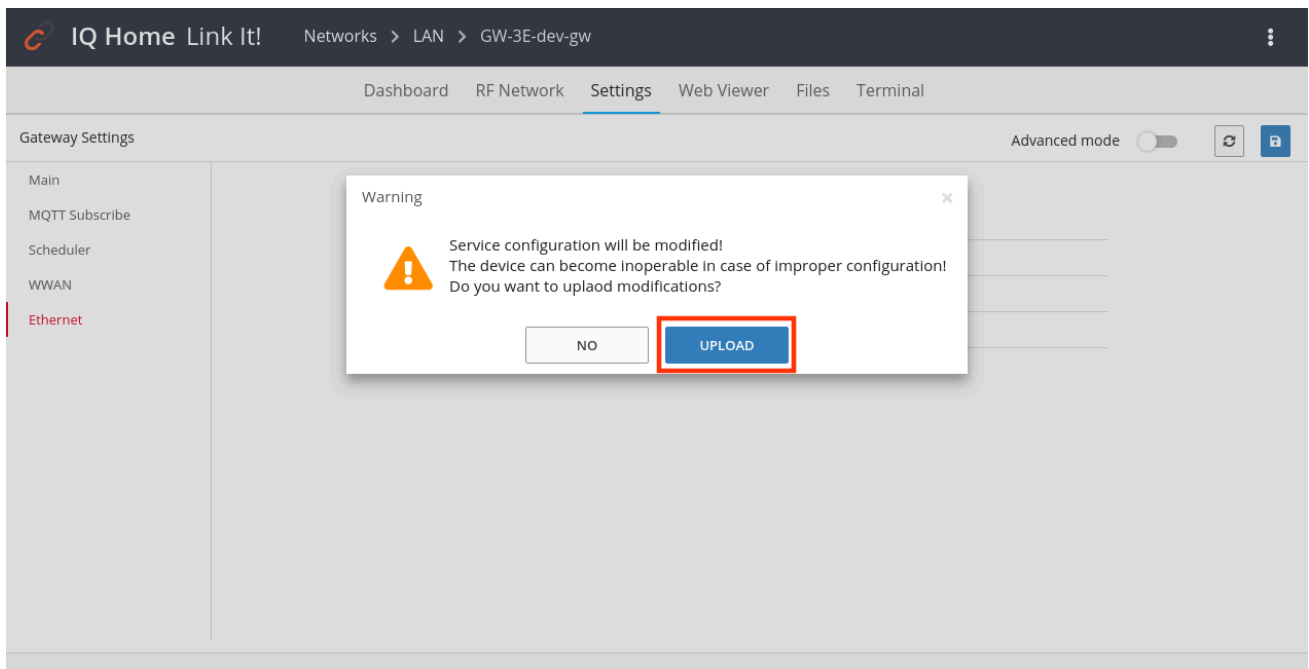 IQ Home Link It!
Networks > LAN > GW-3E-dev-gw
Dashboard RF Network Settings Web Viewer Files Terminal
Gateway Settings
Advanced mode
Main
MQTT Subscribe
Scheduler
WWAN
Ethernet
Warning
Service configuration will be modified!
The device can become inoperable in case of improper configuration!
Do you want to uplaod modifications?
NO
UPLOAD